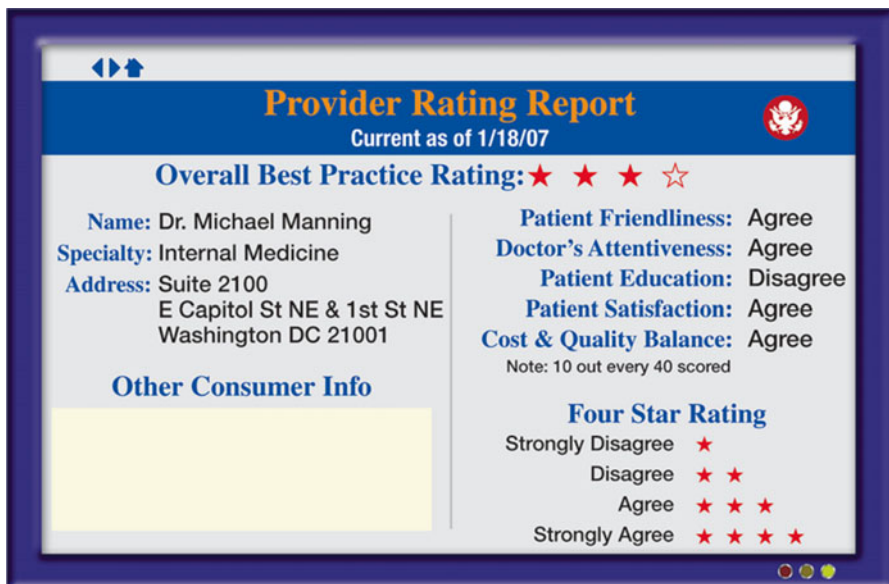 Provider Rating Report
Current as of 1/18/07
Overall Best Practice Rating:
Name: Dr. Michael Manning
Specialty: Internal Medicine
Address: Suite 2100
E Capitol St NE & 1st St NE
Washington DC 21001
Other Consumer Info
Patient Friendliness: Agree
Doctor's Attentiveness: Agree
Patient Education: Disagree
Patient Satisfaction: Agree
Cost & Quality Balance: Agree
Note: 10 out every 40 scored
Four Star Rating
Strongly Disagree
Disagree
Agree
Strongly Agree